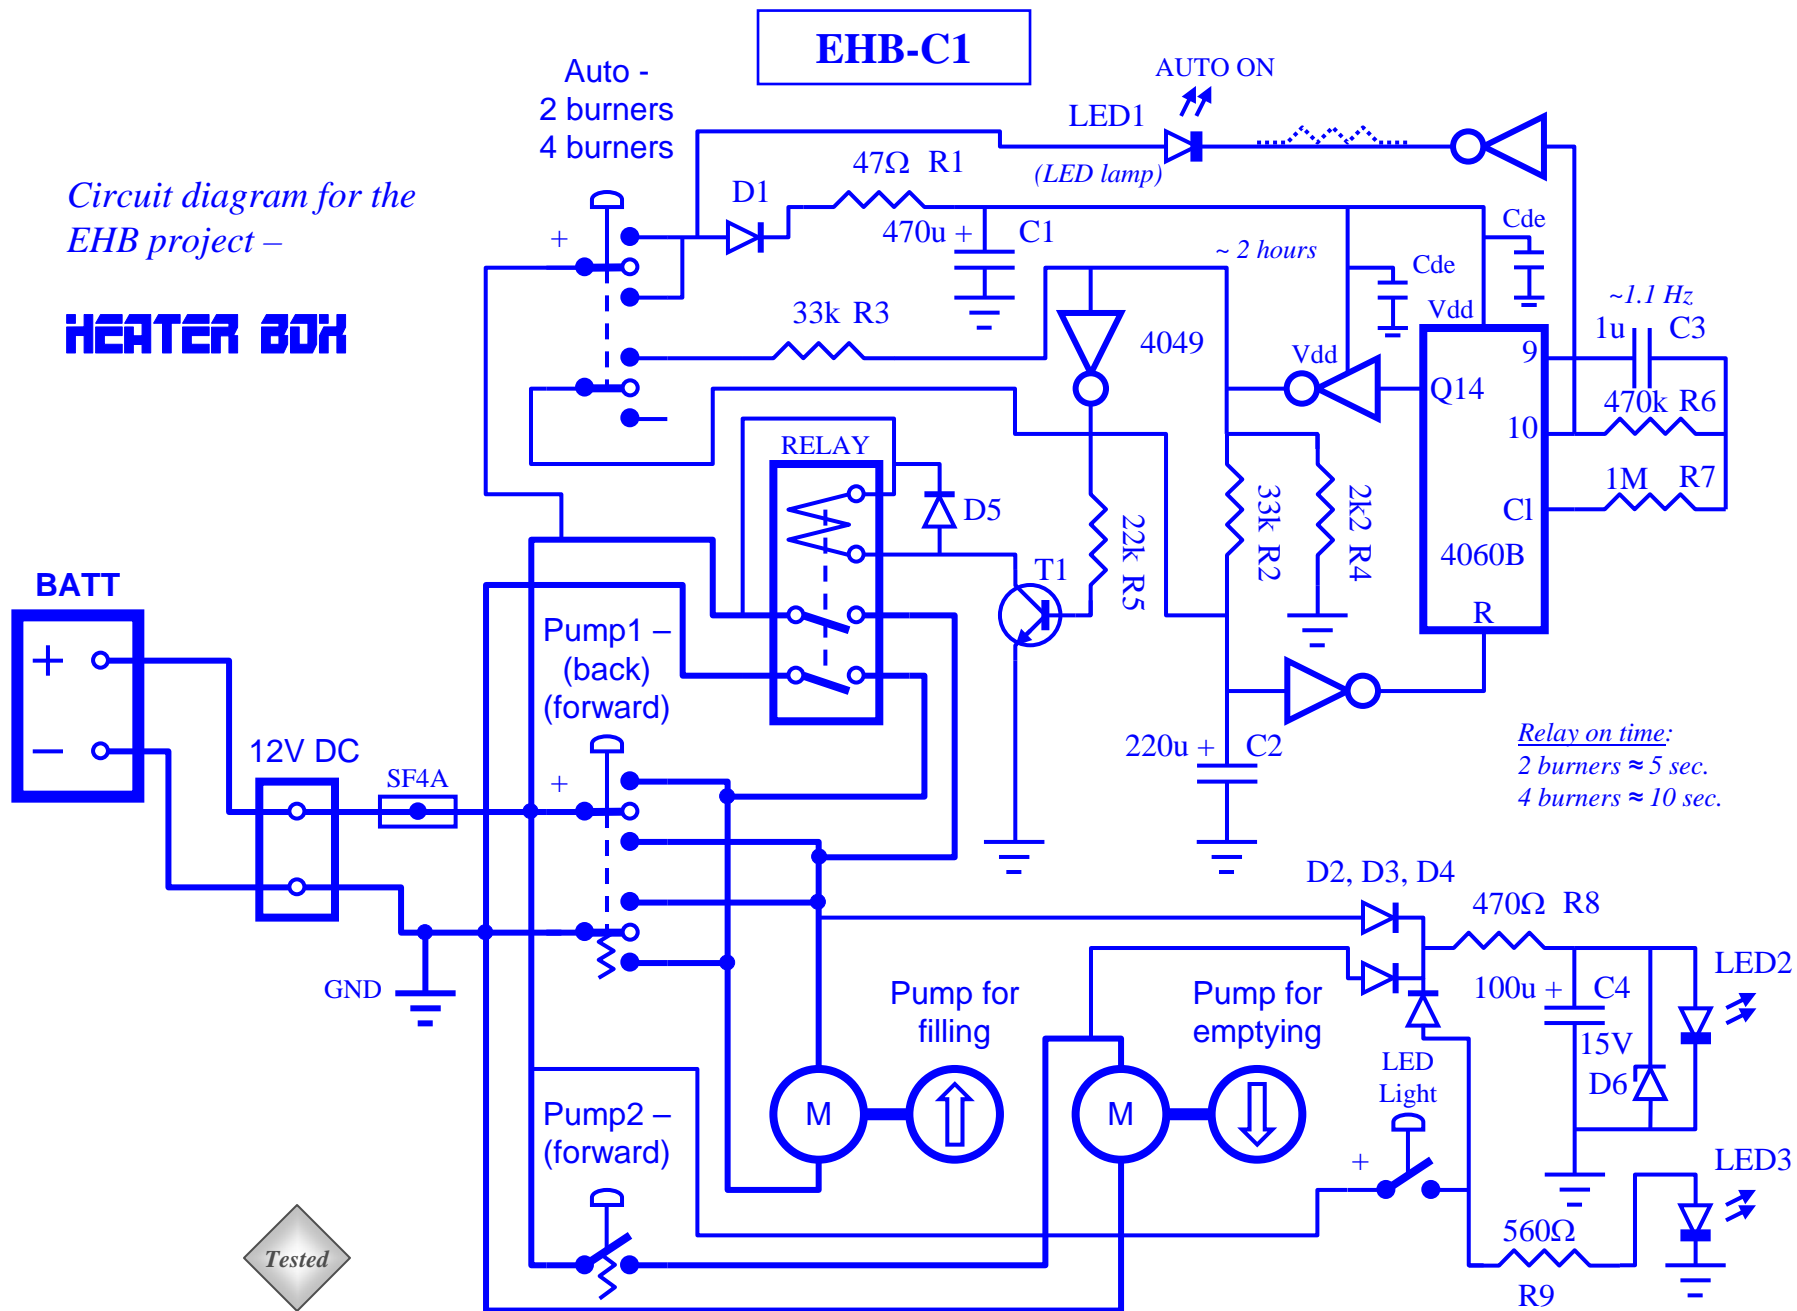 EHB-C1
Auto -
2 burners
4 burners
Circuit diagram for the
EHB project –
HEATER BOX
AUTO ON
LED1
(LED lamp)
47Ω R1
D1
+
470u + C1
~ 2 hours
Cde
Cde
Vdd
~1.1 Hz
1u C3
33k R3
4049
Vdd
9
Q14
470k R6
10
RELAY
1M R7
Cl
D5
4060B
22k R5
33k R2
2k2 R4
T1
R
BATT
+
–
Pump1 –
(back)
(forward)
12V DC
SF4A
+
220u + C2
Relay on time:
2 burners ≈ 5 sec.
4 burners ≈ 10 sec.
D2, D3, D4
470Ω R8
LED2
100u + C4
15V
D6
GND
Pump for
filling
Pump for
emptying
LED
Light
M
M
Pump2 –
(forward)
+
LED3
560Ω
R9
Tested